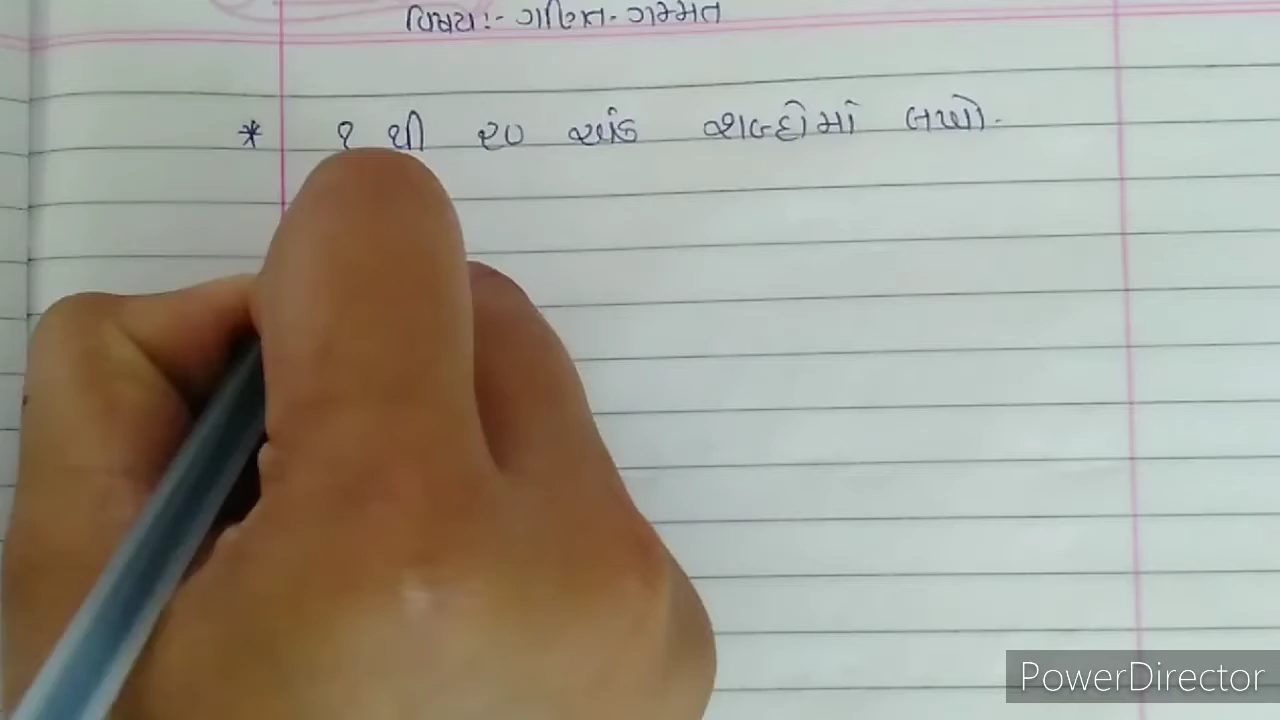 વિષય:- ગણિત-ગમ્મત
* ૧ થી ૨૦ અંક શબ્દોમાં લખો.
PowerDirector